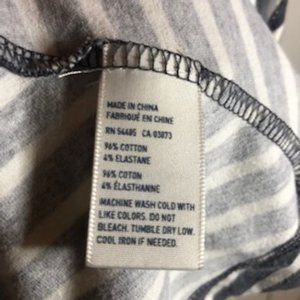 MADE IN CHINA
FABRIQUÉ EN CHINE
RN 54485 CA 03873
96% COTTON
4% ELASTANE
96% COTON
4% ÉLASTHANNE
MACHINE WASH COLD WITH
LIKE COLORS. DO NOT
BLEACH. TUMBLE DRY LOW.
COOL IRON IF NEEDED.